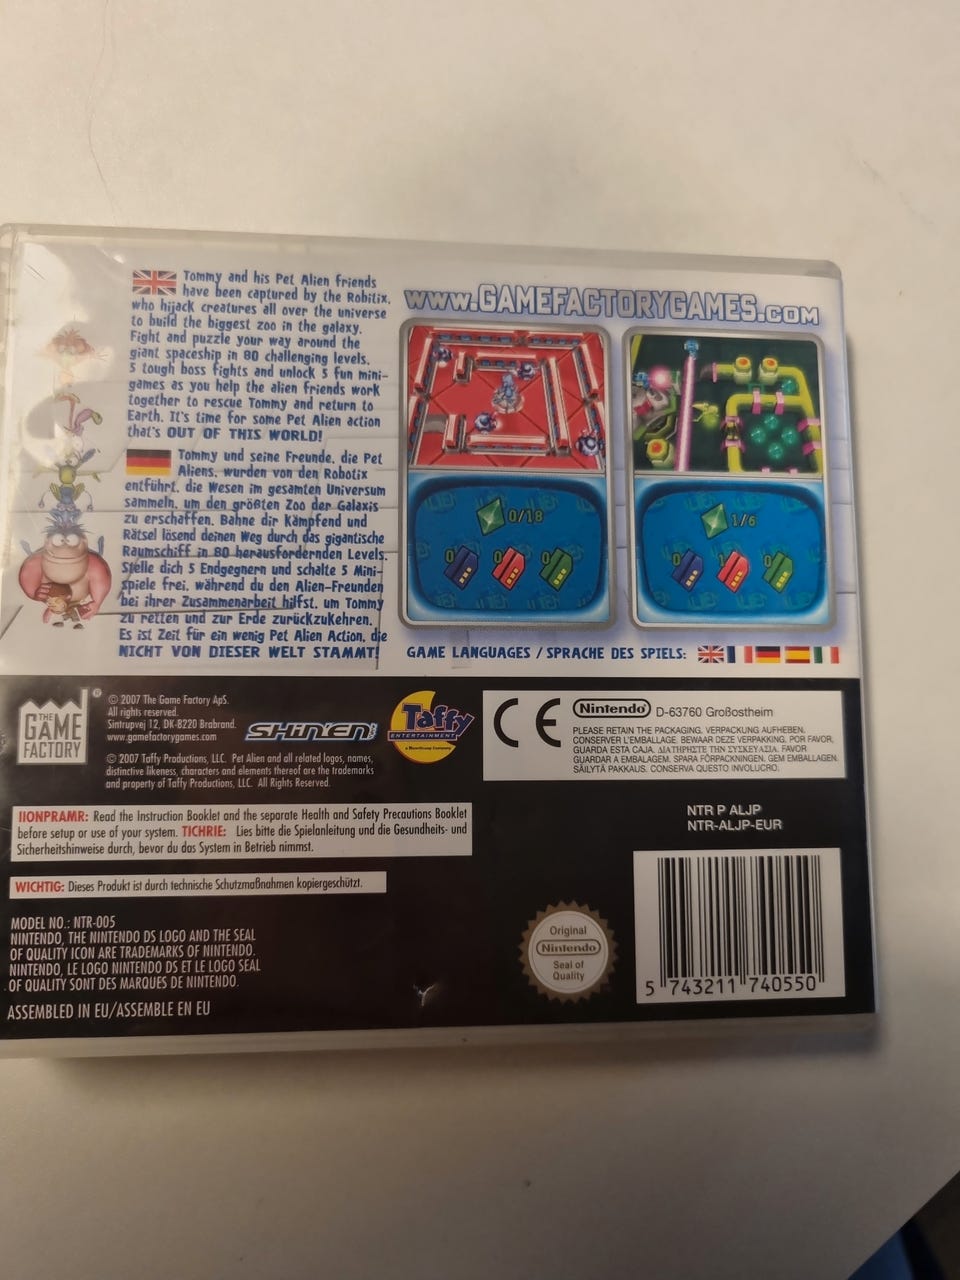 Tommy and his Pet Alien friends
have been captured by the Robitix,
who hijack creatures all over the universe
to build the biggest zoo in the galaxy.
Fight and puzzle your way around the
giant spaceship in 80 challenging levels,
5 tough boss fights and unlock 5 fun mini-
games as you help the alien friends work
together to rescue Tommy and return to
Earth. It's time for some Pet Alien action
that's OUT OF THIS WORLD!
Tommy und seine Freunde, die Pet
Aliens, wurden von den Robotix
entführt, die Wesen im gesamten Universum
sammeln, um den größten Zoo der Galaxis
zu erschaffen. Bahne dir kämpfend und
Rätsel lösend deinen Weg durch das gigantische
Raumschiff in 80 herausfordernden Levels.
Stelle dich 5 Endgegnern und schalte 5 Mini-
spiele frei, während du den Alien-Freunden
bei ihrer Zusammenarbeit hilfst, um Tommy
zu retten und zur Erde zurückzukehren.
Es ist Zeit für ein wenig Pet Alien Action, die
NICHT VON DIESER WELT STAMMT!
www.GAMEFACTORYGAMES.com
0/18
0 0 0
1/6
0 1 0
GAME LANGUAGES / SPRACHE DES SPIELS:
THE
GAME
FACTORY
®
© 2007 The Game Factory ApS.
All rights reserved.
Sintrupvej 12, DK-8220 Brabrand.
www.gamefactorygames.com
SHIN'EN
Taffy
ENTERTAINMENT
a Moonscoop Company
© 2007 Taffy Productions, LLC. Pet Alien and all related logos, names,
distinctive likeness, characters and elements thereof are the trademarks
and property of Taffy Productions, LLC. All Rights Reserved.
CE
Nintendo D-63760 Großostheim
PLEASE RETAIN THE PACKAGING. VERPACKUNG AUFHEBEN.
CONSERVER L'EMBALLAGE. BEWAAR DEZE VERPAKKING. POR FAVOR,
GUARDA ESTA CAJA. ΔΙΑΤΗΡΗΣΤΕ ΤΗΝ ΣΥΣΚΕΥΑΣΙΑ. FAVOR
GUARDAR A EMBALAGEM. SPARA FÖRPACKNINGEN. GEM EMBALLAGEN.
SÄILYTÄ PAKKAUS. CONSERVA QUESTO INVOLUCRO.
IIONPRAMR: Read the Instruction Booklet and the separate Health and Safety Precautions Booklet
before setup or use of your system. TICHRIE: Lies bitte die Spielanleitung und die Gesundheits- und
Sicherheitshinweise durch, bevor du das System in Betrieb nimmst.
WICHTIG: Dieses Produkt ist durch technische Schutzmaßnahmen kopiergeschützt.
NTR P ALJP
NTR-ALJP-EUR
MODEL NO.: NTR-005
NINTENDO, THE NINTENDO DS LOGO AND THE SEAL
OF QUALITY ICON ARE TRADEMARKS OF NINTENDO.
NINTENDO, LE LOGO NINTENDO DS ET LE LOGO SEAL
OF QUALITY SONT DES MARQUES DE NINTENDO.
ASSEMBLED IN EU/ASSEMBLE EN EU
Original
Nintendo
Seal of
Quality
5 743211 740550